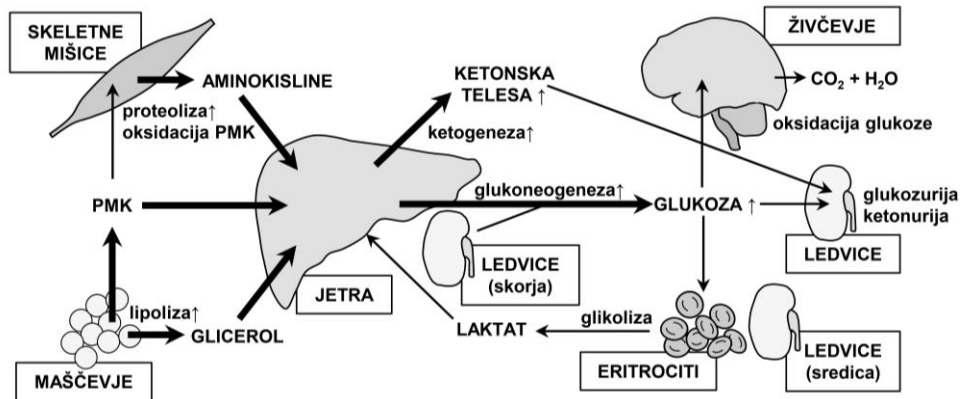 SKELETNE
MIŠICE
AMINOKISLINE
proteoliza↑
oksidacija PMK
KETONSKA
TELESA ↑
ketogeneza↑
ŽIVČEVJE
CO₂ + H₂O
oksidacija glukoze
PMK
glukoneogeneza↑
GLUKOZA ↑
glukozurija
ketonurija
LEDVICE
LEDVICE
(skorja)
JETRA
lipoliza↑
GLICEROL
LAKTAT
glikoliza
MAŠČEVJE
ERITROCITI
LEDVICE
(sredica)